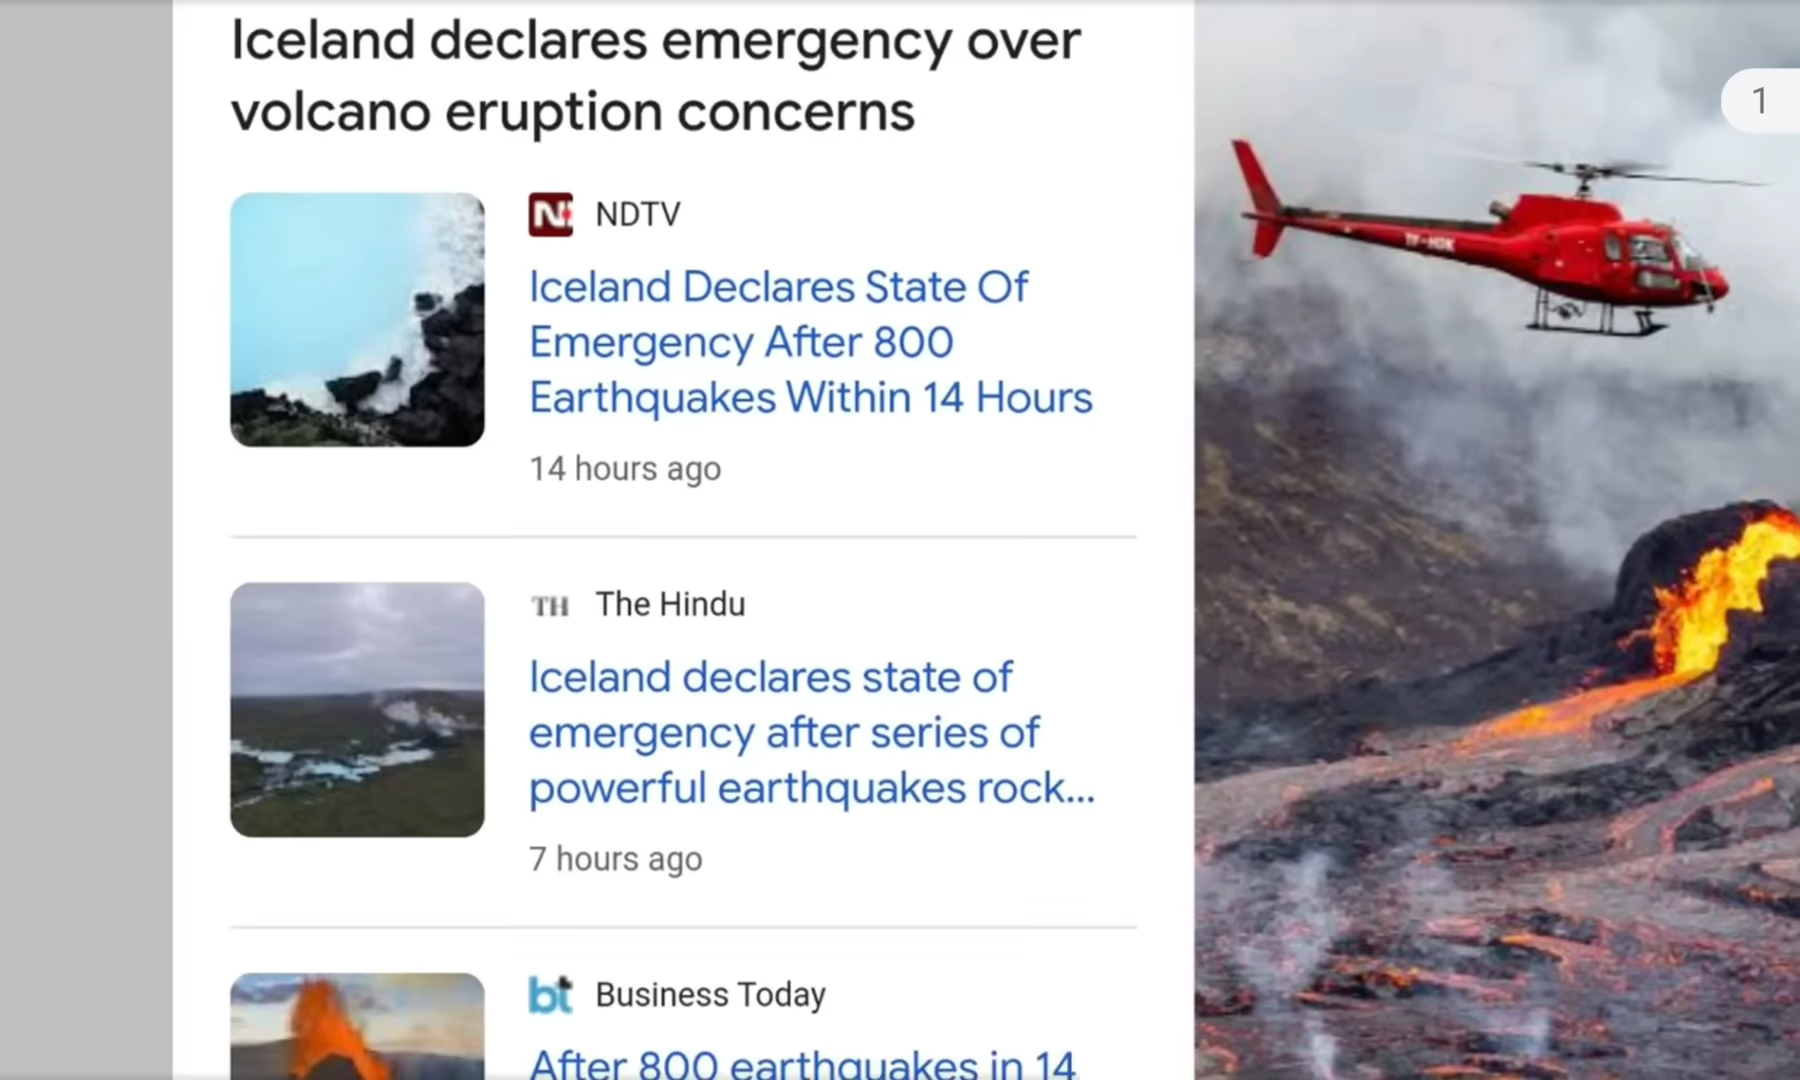 Iceland declares emergency over
volcano eruption concerns
NDTV
Iceland Declares State Of
Emergency After 800
Earthquakes Within 14 Hours
14 hours ago
TH The Hindu
Iceland declares state of
emergency after series of
powerful earthquakes rock...
7 hours ago
bt Business Today
After 800 earthquakes in 14
1
TF-HDK